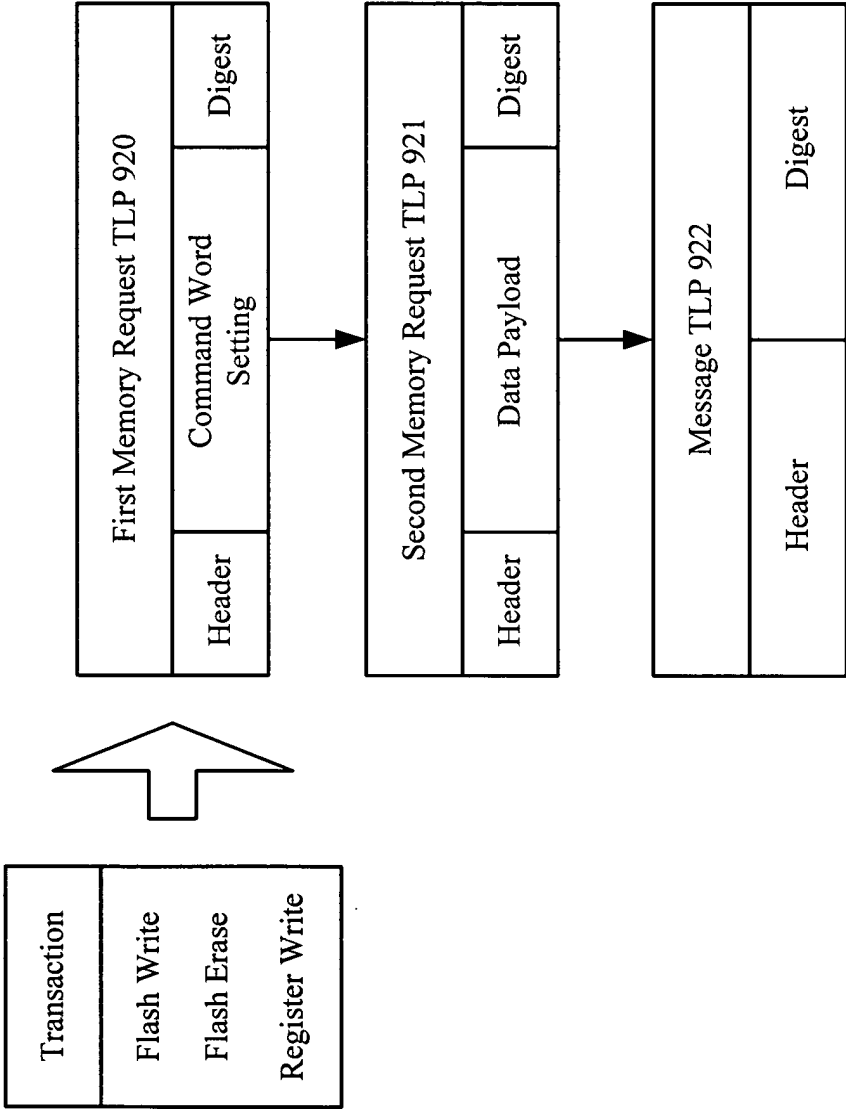 Transaction
Flash Write
Flash Erase
Register Write
First Memory Request TLP 920
Header
Command Word
Setting
Digest
Second Memory Request TLP 921
Header
Data Payload
Digest
Message TLP 922
Header
Digest